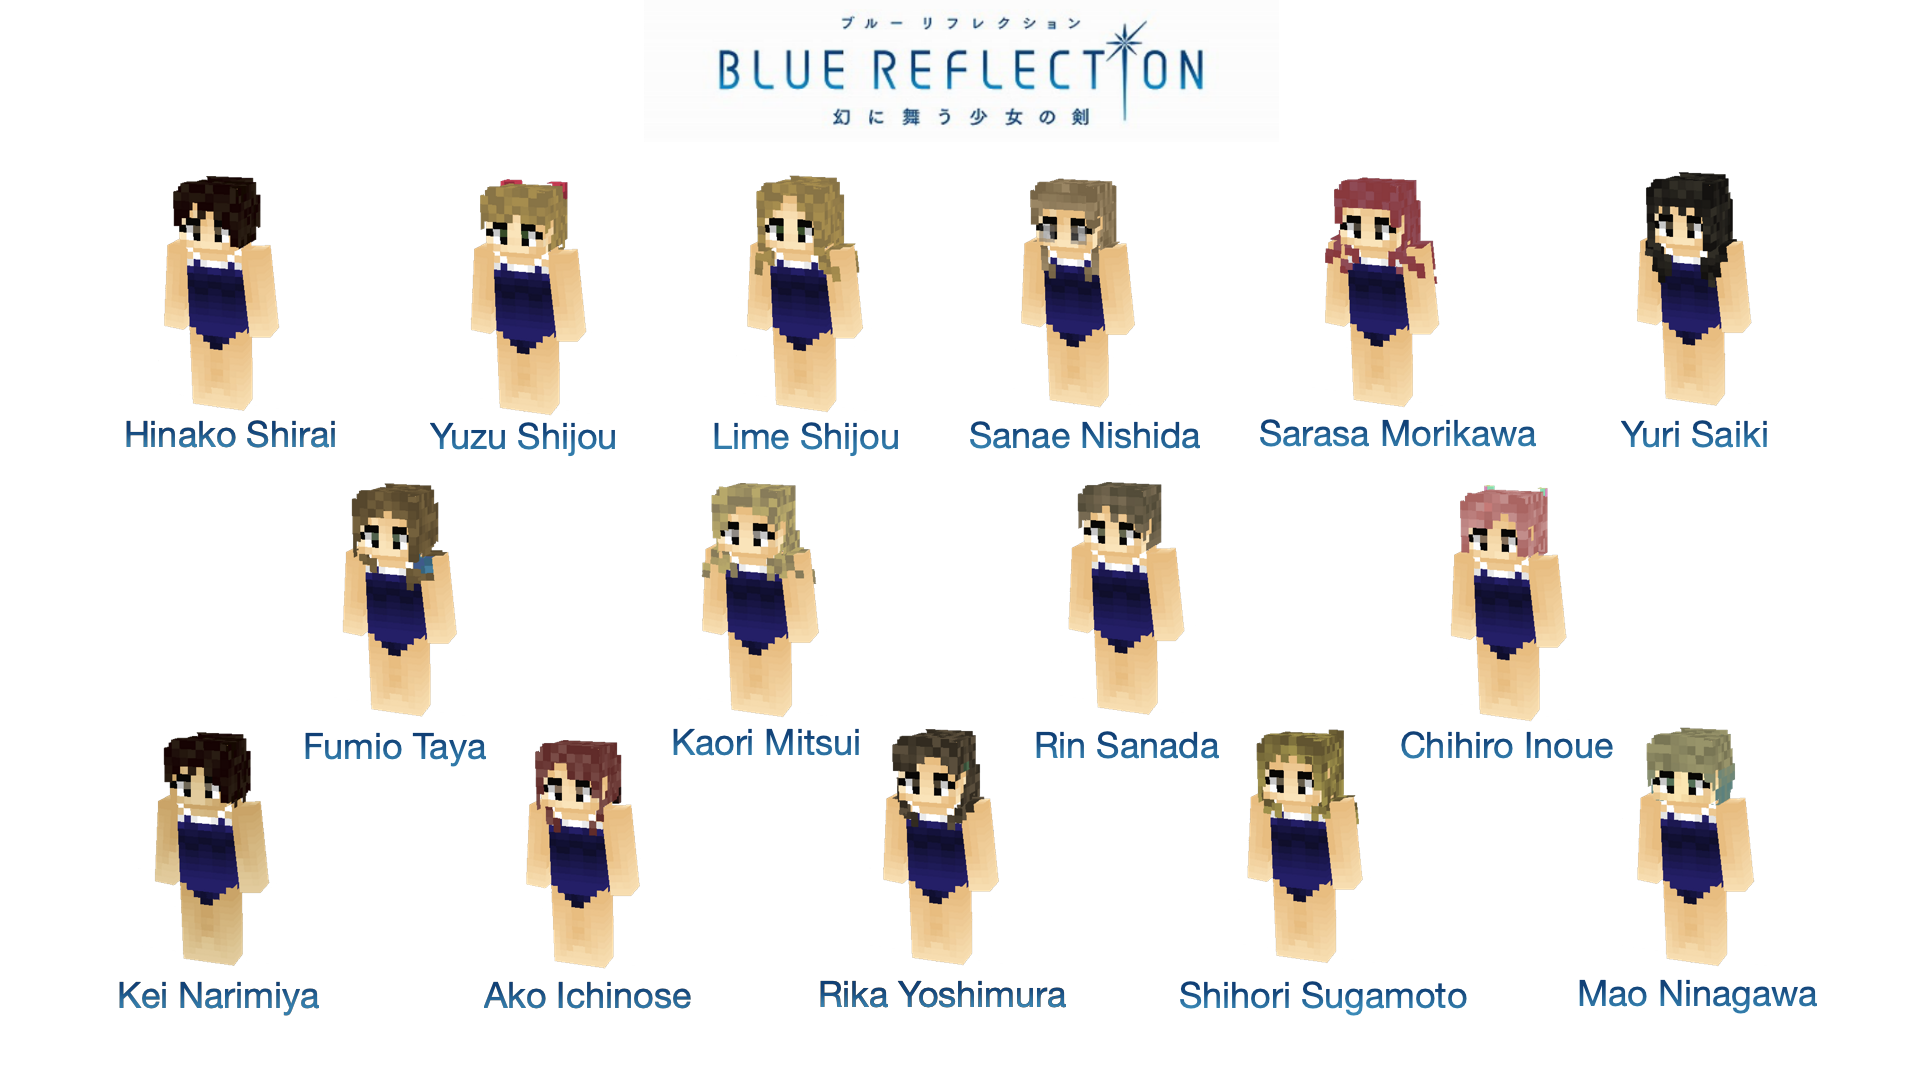 ブルー リフレクション
BLUE REFLECTION
幻に舞う少女の剣
Hinako Shirai
Yuzu Shijou
Lime Shijou
Sanae Nishida
Sarasa Morikawa
Yuri Saiki
Fumio Taya
Kaori Mitsui
Rin Sanada
Chihiro Inoue
Kei Narimiya
Ako Ichinose
Rika Yoshimura
Shihori Sugamoto
Mao Ninagawa